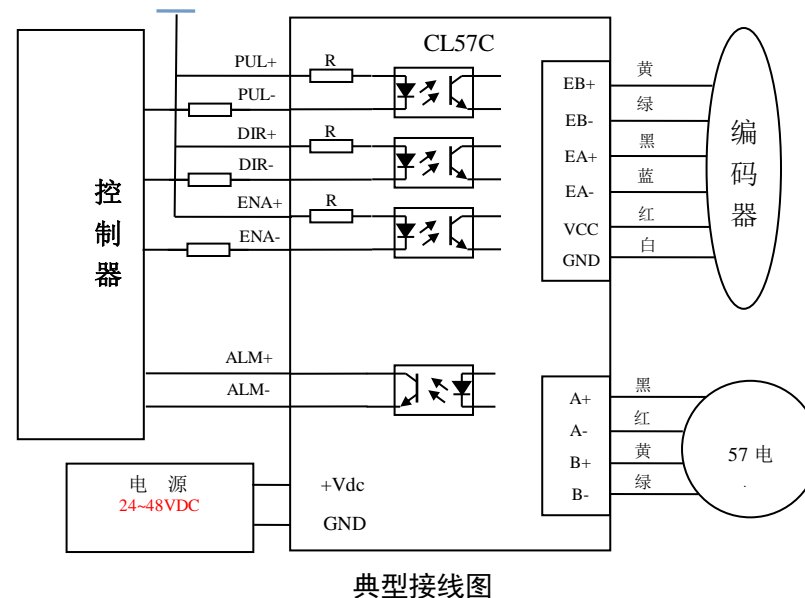 CL57C
PUL+
R
PUL-
DIR+
R
DIR-
ENA+
R
ENA-
ALM+
ALM-
控制器
EB+
黄
EB-
绿
EA+
黑
EA-
蓝
VCC
红
GND
白
编码器
A+
黑
A-
红
B+
黄
B-
绿
57 电
电 源
24~48VDC
+Vdc
GND
典型接线图